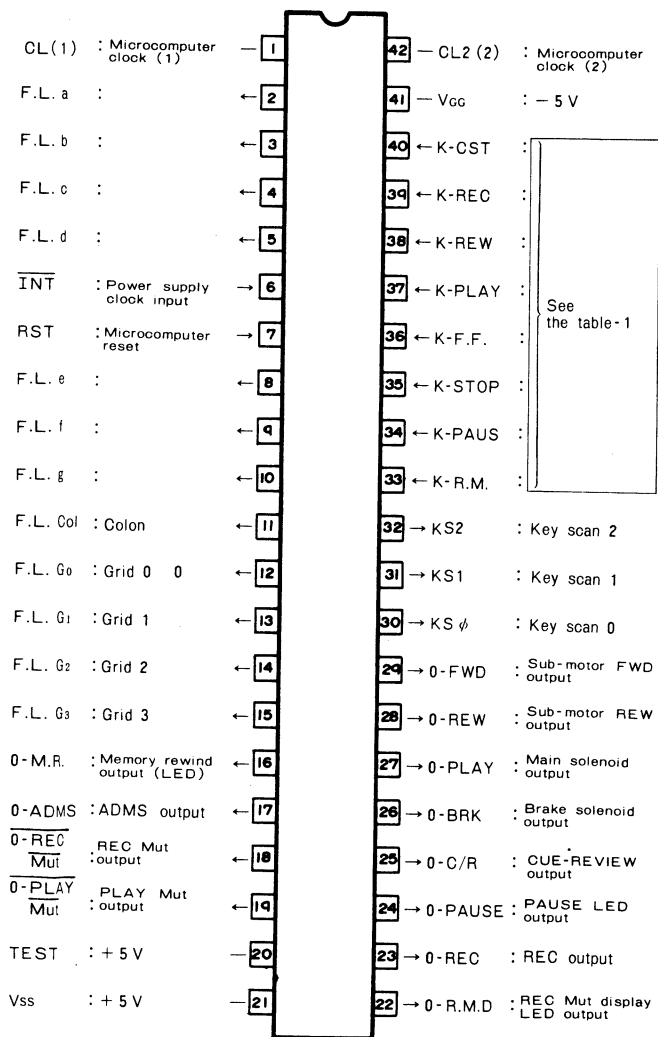 CL(1) : Microcomputer clock (1) — 1
F.L. a : ← 2
F.L. b : ← 3
F.L. c : ← 4
F.L. d : ← 5
INT : Power supply clock input → 6
RST : Microcomputer reset → 7
F.L. e : ← 8
F.L. f : ← 9
F.L. g : ← 10
F.L. Col : Colon ← 11
F.L. G0 : Grid 0 0 ← 12
F.L. G1 : Grid 1 ← 13
F.L. G2 : Grid 2 ← 14
F.L. G3 : Grid 3 ← 15
0-M.R. : Memory rewind output (LED) ← 16
0-ADMS : ADMS output ← 17
0-REC Mut : REC Mut output ← 18
0-PLAY Mut : PLAY Mut output ← 19
TEST : +5V — 20
Vss : +5V — 21
42 — CL2 (2) : Microcomputer clock (2)
41 — VGG : −5 V
40 ← K-CST :
39 ← K-REC :
38 ← K-REW :
37 ← K-PLAY :
36 ← K-F.F. :
35 ← K-STOP :
34 ← K-PAUS :
33 ← K-R.M. :
See the table-1
32 → KS2 : Key scan 2
31 → KS1 : Key scan 1
30 → KSϕ : Key scan 0
29 → 0-FWD : Sub-motor FWD output
28 → 0-REW : Sub-motor REW output
27 → 0-PLAY : Main solenoid output
26 → 0-BRK : Brake solenoid output
25 → 0-C/R : CUE-REVIEW output
24 → 0-PAUSE : PAUSE LED output
23 → 0-REC : REC output
22 → 0-R.M.D : REC Mut display LED output